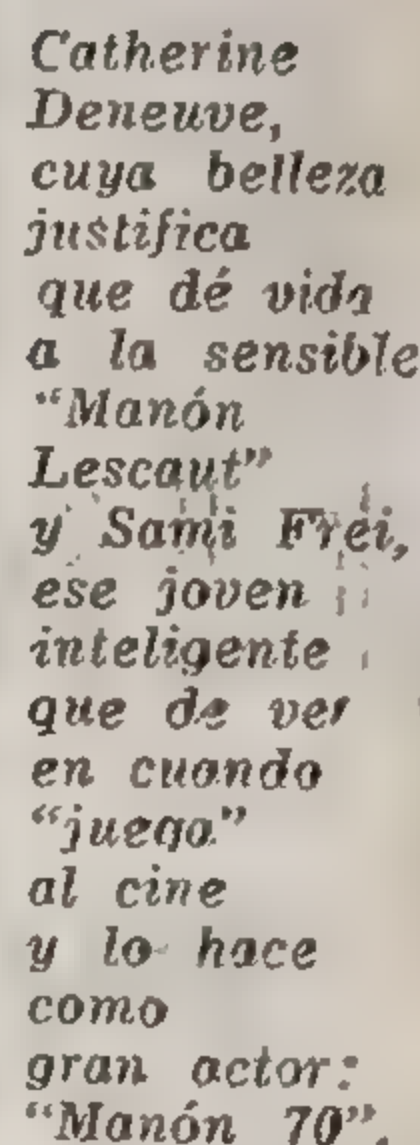 Catherine
Deneuve,
cuya belleza
justifica
que dé vida
a la sensible
“Manón
Lescaut”
y Sami Frei,
ese joven
inteligente
que de vez
en cuando
“juega”
al cine
y lo hace
como
gran actor:
“Manón 70”.